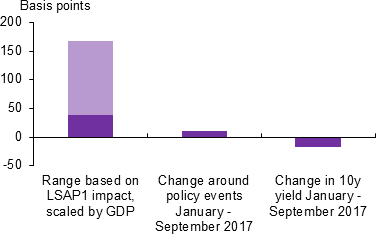 Basis points
200
150
100
50
0
-50
Range based on
LSAP1 impact,
scaled by GDP
Change around
policy events
January -
September 2017
Change in 10y
yield January -
September 2017